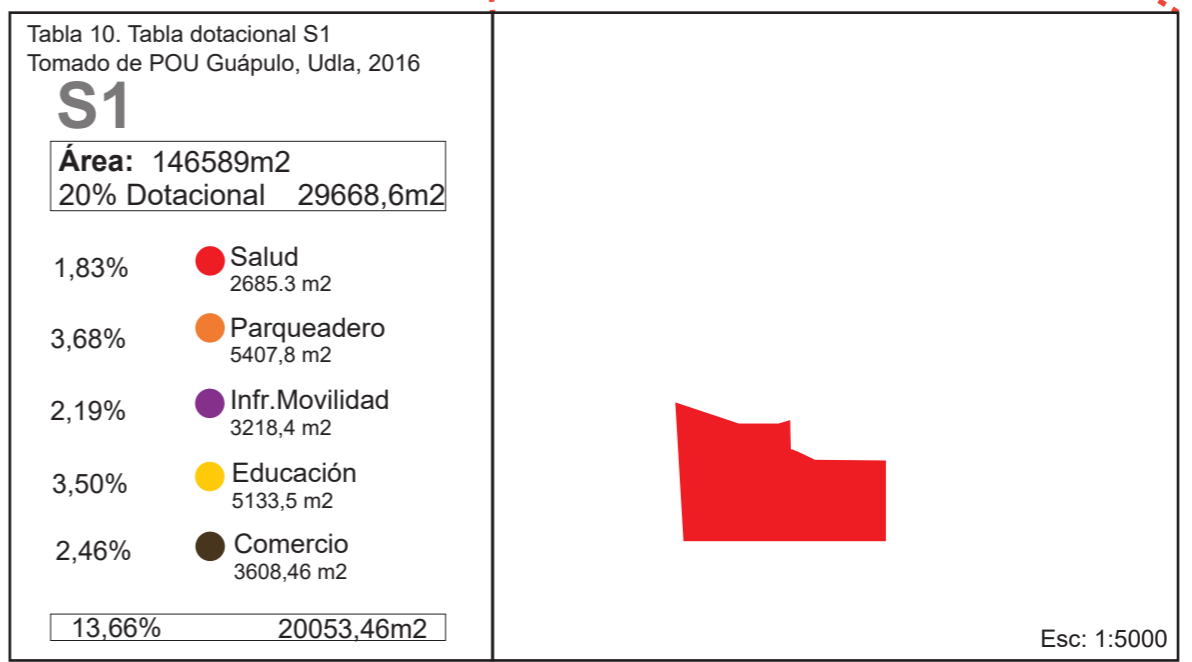 Tabla 10. Tabla dotacional S1
Tomado de POU Guápulo, Udla, 2016
S1
Área: 146589m2
20% Dotacional 29668,6m2
1,83% Salud
2685.3 m2
3,68% Parqueadero
5407,8 m2
2,19% Infr.Movilidad
3218,4 m2
3,50% Educación
5133,5 m2
2,46% Comercio
3608,46 m2
13,66% 20053,46m2
Esc: 1:5000